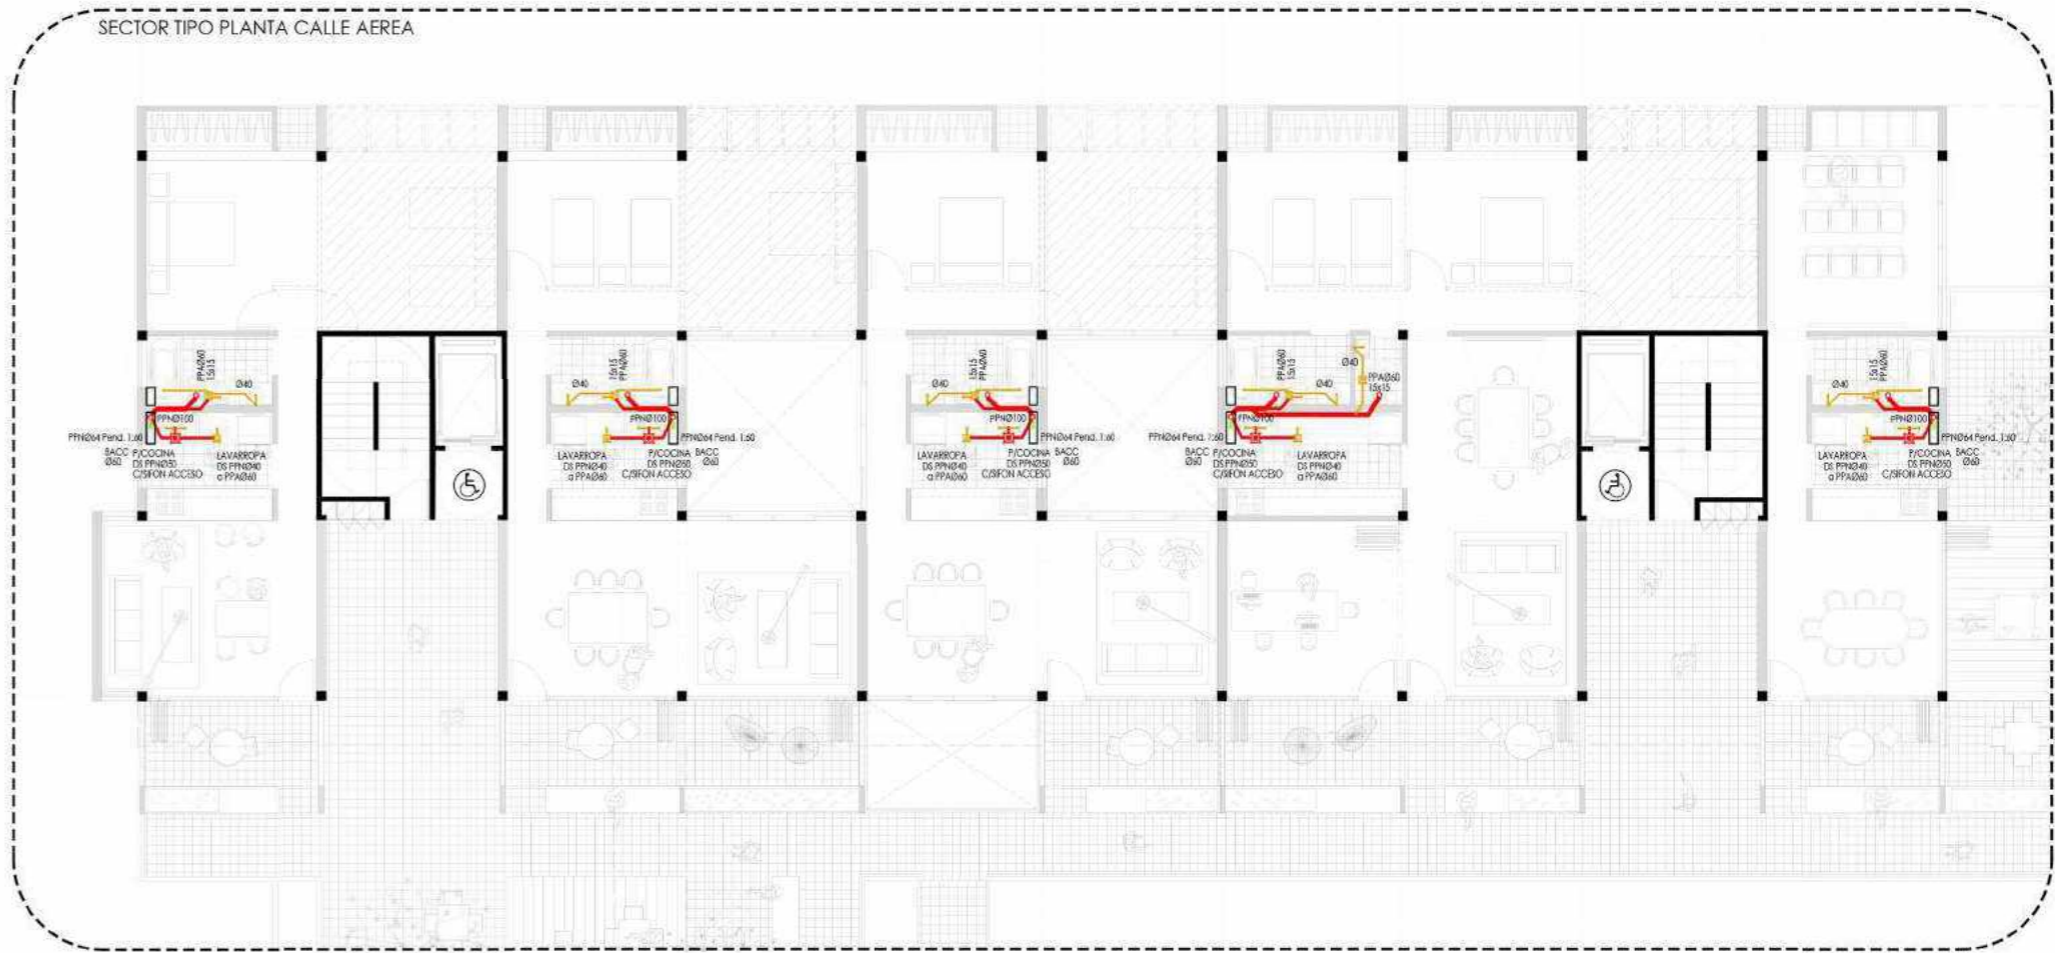 SECTOR TIPO PLANTA CALLE AEREA
PPAØ60
15x15
Ø40
PPNØ100
PPNØ64 Pend. 1:60
BACC
Ø60
P/COCINA
DS PPNØ50
C/SIFON ACCESO
LAVARROPA
DS PPNØ40
a PPAØ60
Ø40
15x15
PPAØ60
PPNØ100
PPNØ64 Pend. 1:60
LAVARROPA
DS PPNØ40
a PPAØ60
P/COCINA
DS PPNØ50
C/SIFON ACCESO
BACC
Ø60
Ø40
15x15
PPAØ60
PPNØ100
PPNØ64 Pend. 1:60
LAVARROPA
DS PPNØ40
a PPAØ60
P/COCINA
DS PPNØ50
C/SIFON ACCESO
BACC
Ø60
PPAØ60
15x15
Ø40
Ø40
PPAØ60
15x15
PPNØ100
PPNØ64 Pend. 1:60
BACC
Ø60
P/COCINA
DS PPNØ50
C/SIFON ACCESO
LAVARROPA
DS PPNØ40
a PPAØ60
Ø40
15x15
PPAØ60
PPNØ100
PPNØ64 Pend. 1:60
LAVARROPA
DS PPNØ40
a PPAØ60
P/COCINA
DS PPNØ50
C/SIFON ACCESO
BACC
Ø60